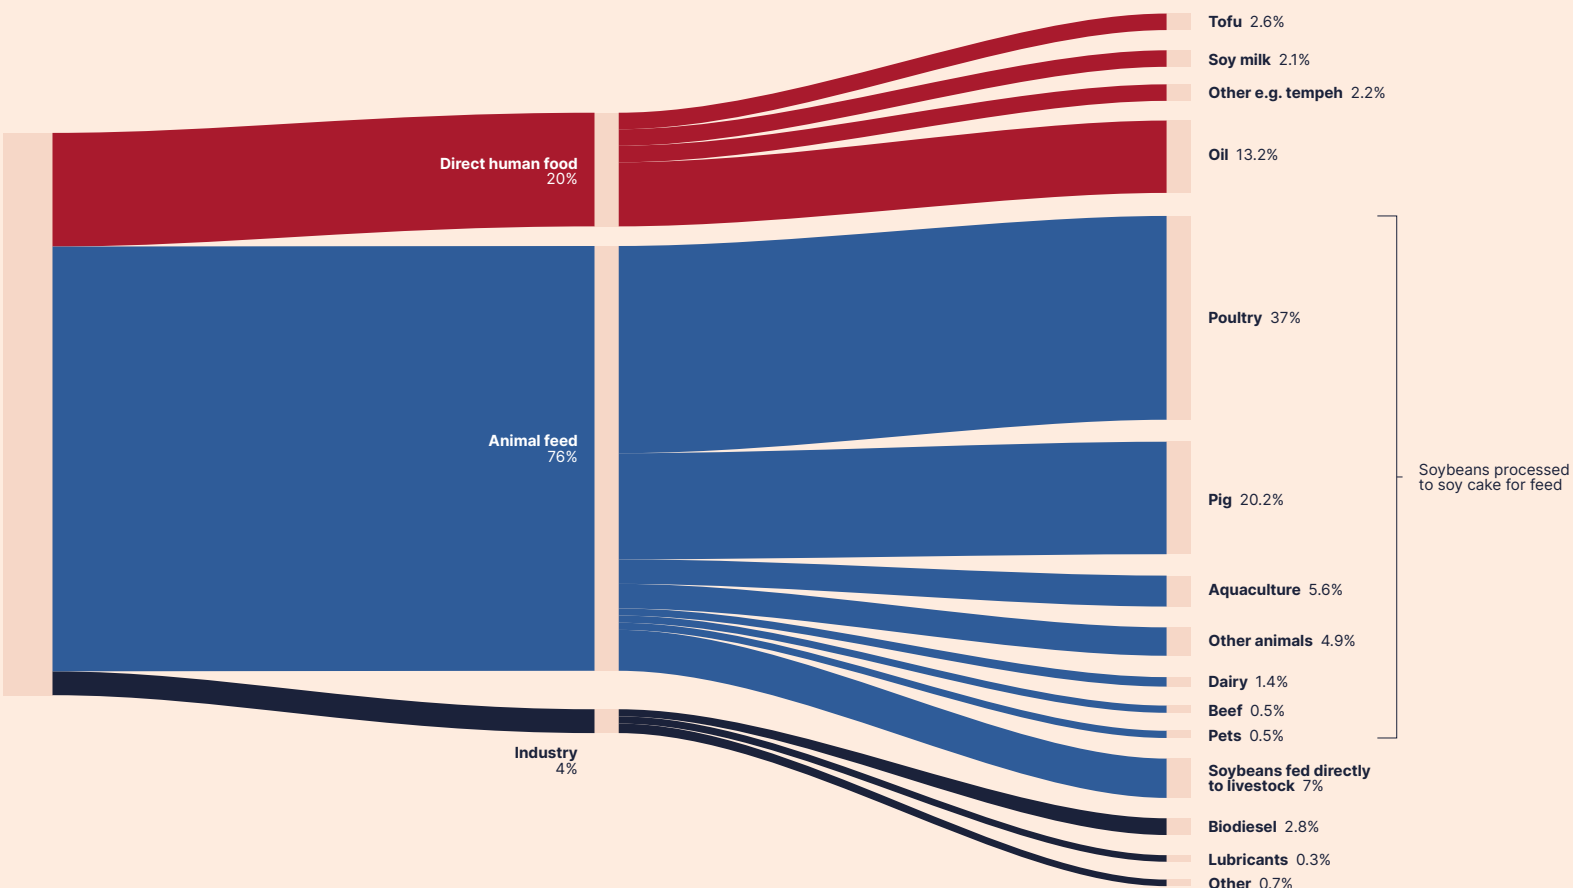 Tofu 2.6%
Soy milk 2.1%
Other e.g. tempeh 2.2%
Oil 13.2%
Direct human food
20%
Poultry 37%
Animal feed
76%
Pig 20.2%
Soybeans processed
to soy cake for feed
Aquaculture 5.6%
Other animals 4.9%
Dairy 1.4%
Beef 0.5%
Pets 0.5%
Industry
4%
Soybeans fed directly
to livestock 7%
Biodiesel 2.8%
Lubricants 0.3%
Other 0.7%